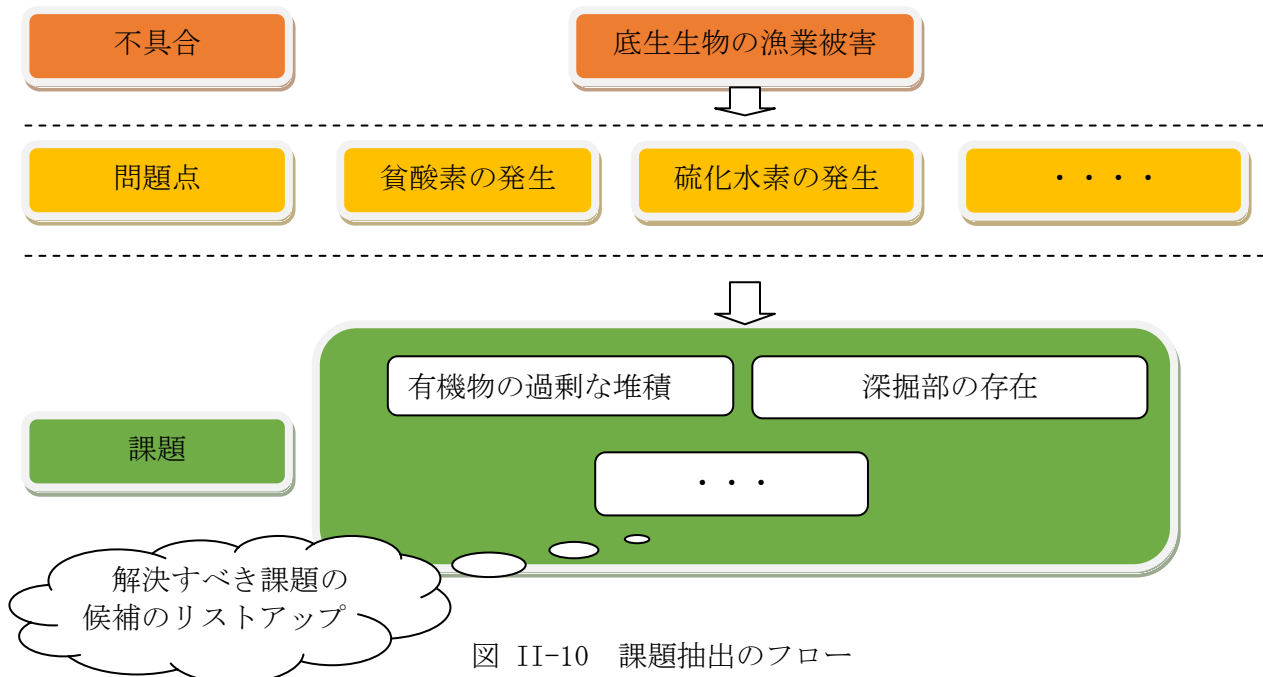 不具合
底生生物の漁業被害
問題点
貧酸素の発生
硫化水素の発生
・・・・
有機物の過剰な堆積
深掘部の存在
課題
・・・
解決すべき課題の
候補のリストアップ
図 II-10 課題抽出のフロー